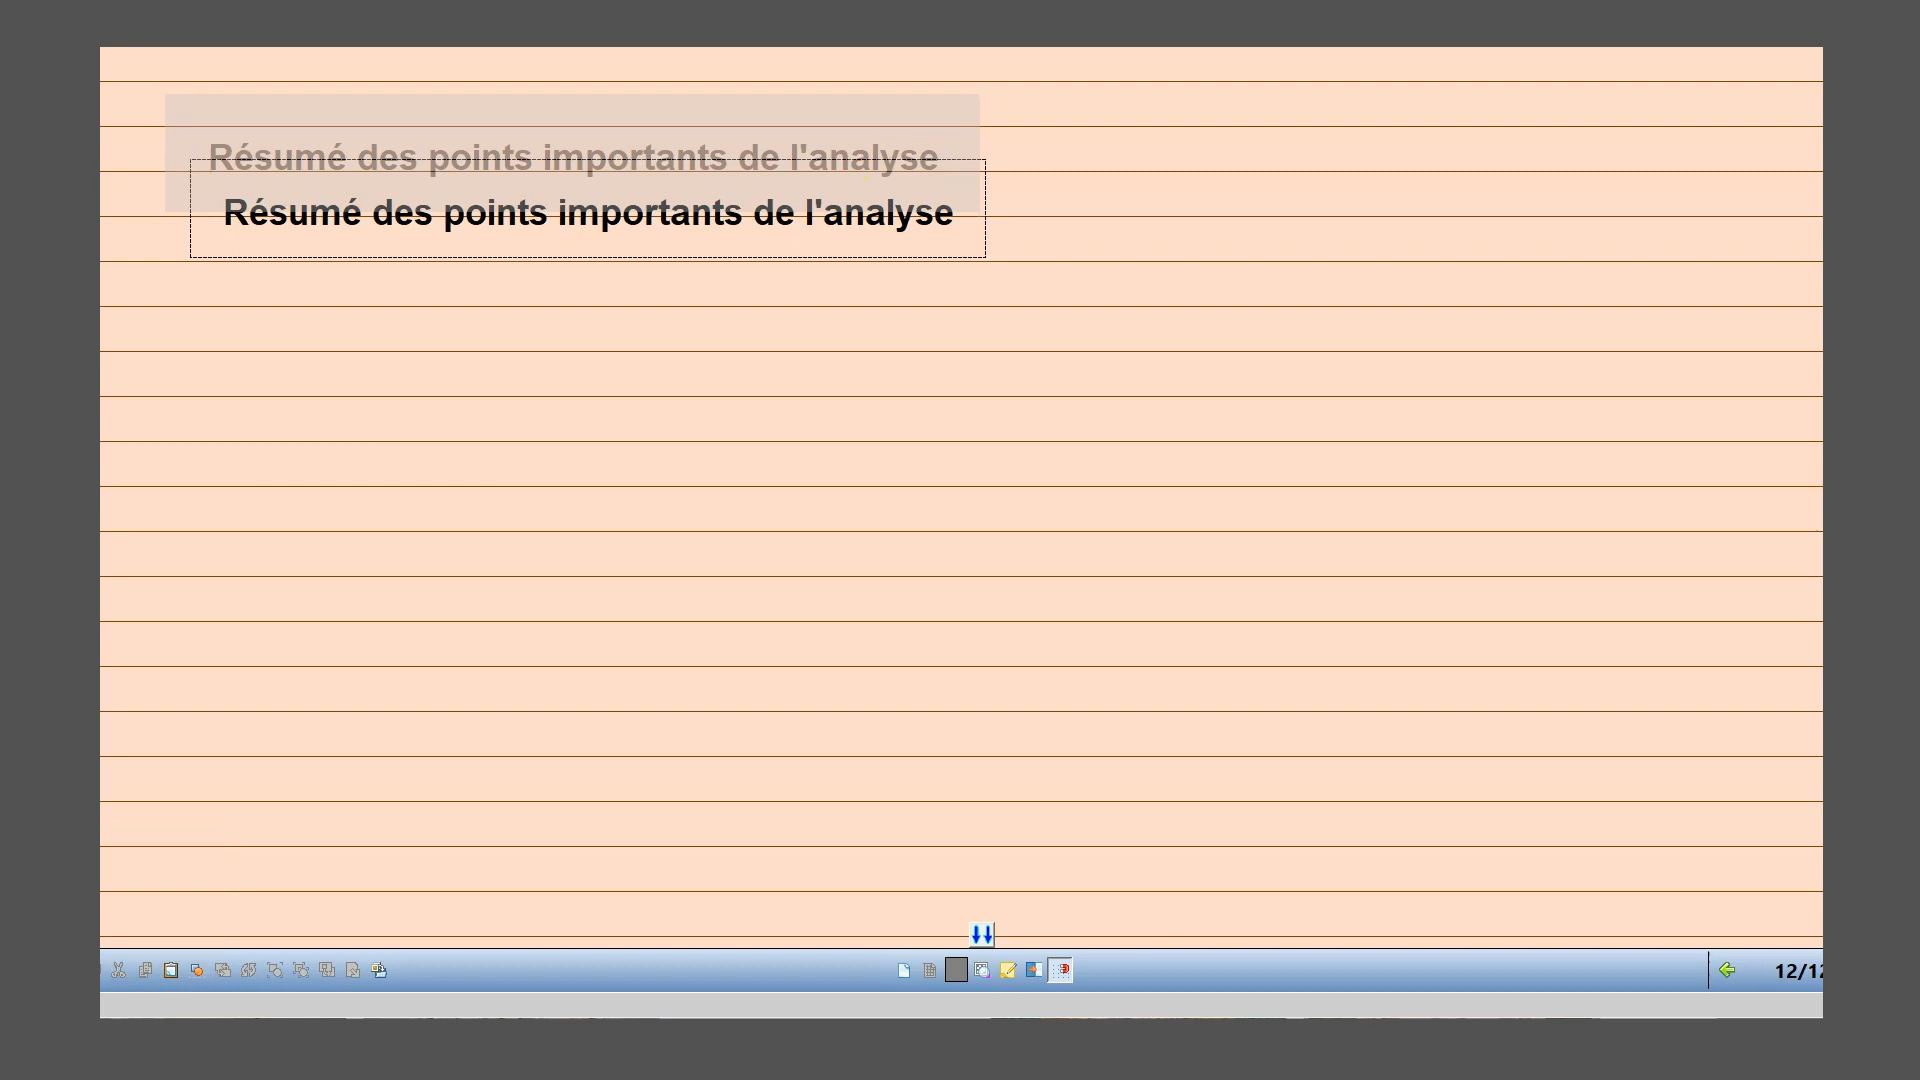 Résumé des points importants de l'analyse
Résumé des points importants de l'analyse
12/12